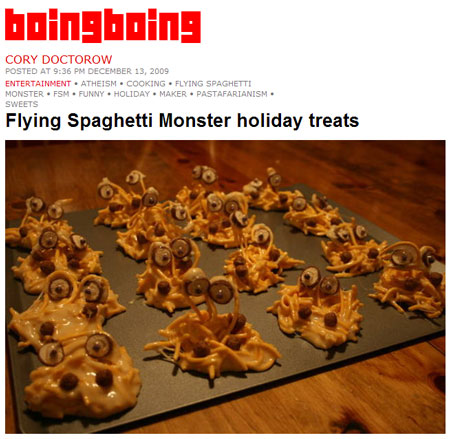 boingboing
CORY DOCTOROW
POSTED AT 9:36 PM DECEMBER 13, 2009
ENTERTAINMENT • ATHEISM • COOKING • FLYING SPAGHETTI
MONSTER • FSM • FUNNY • HOLIDAY • MAKER • PASTAFARIANISM •
SWEETS
Flying Spaghetti Monster holiday treats